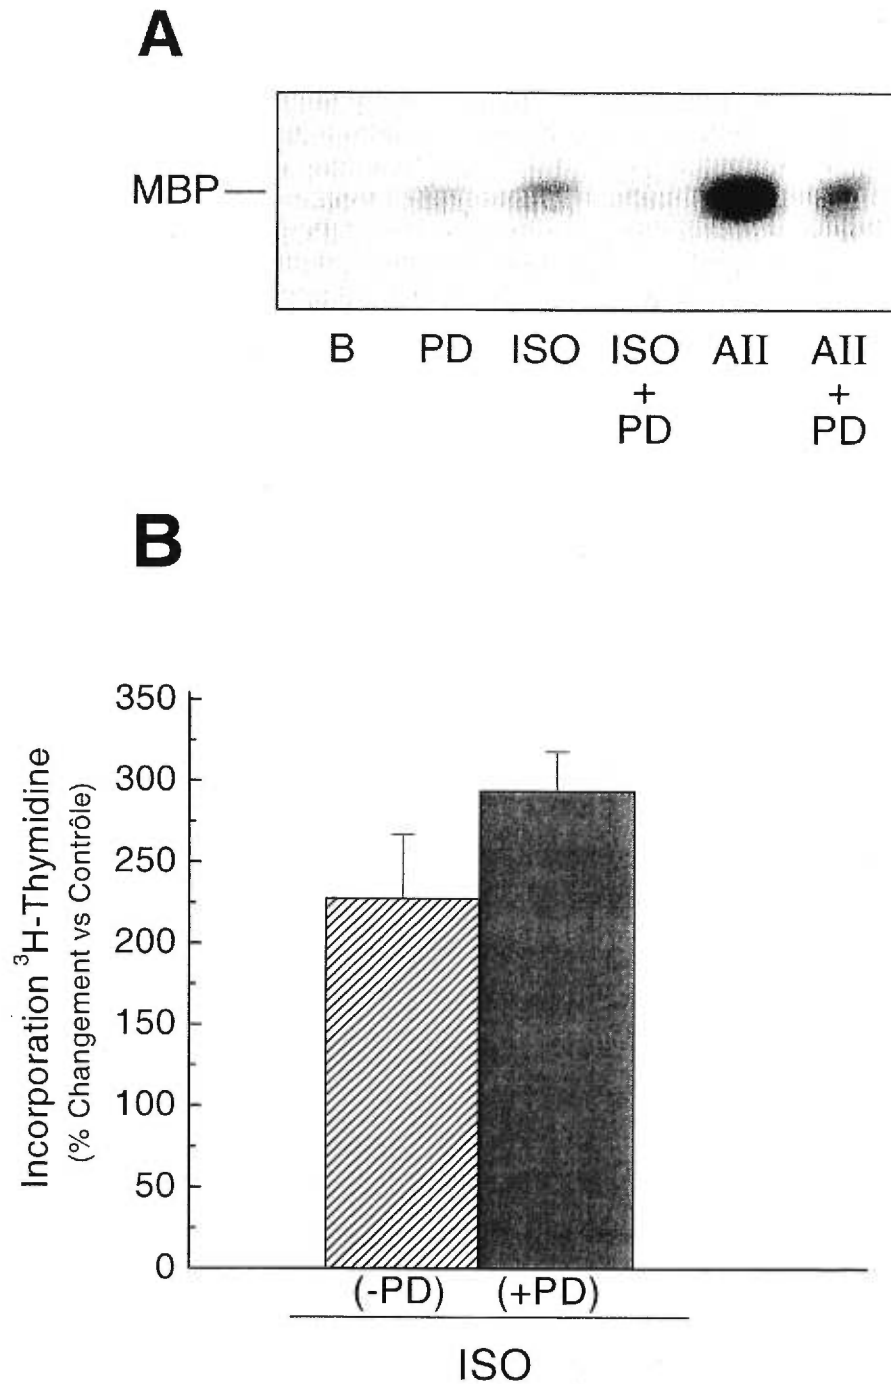 A
MBP
B PD ISO ISO + PD AII AII + PD
B
Incorporation ³H-Thymidine
(% Changement vs Contrôle)
350
300
250
200
150
100
50
0
(-PD) (+PD)
ISO